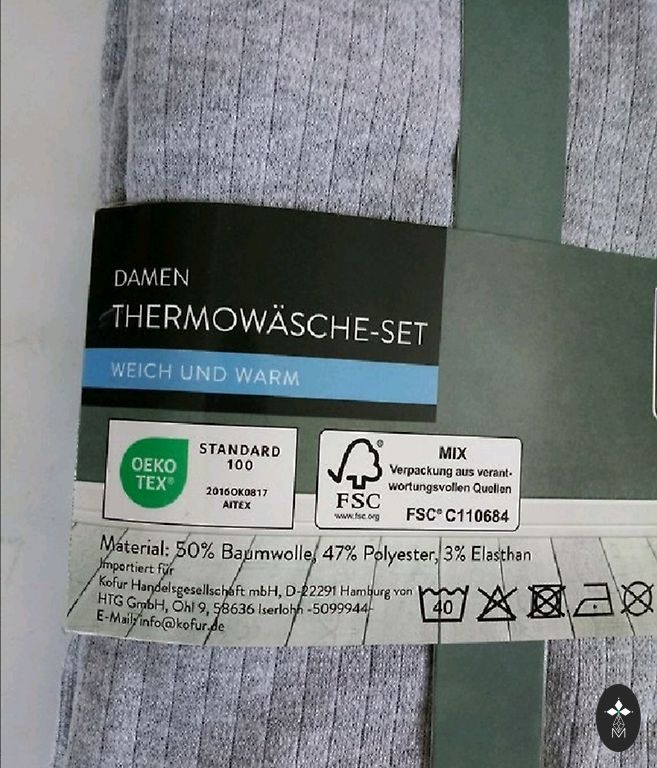 DAMEN
THERMOWÄSCHE-SET
WEICH UND WARM
OEKO
TEX®
STANDARD
100
2016OK0817
AITEX
FSC®
www.fsc.org
MIX
Verpackung aus verant-
wortungsvollen Quellen
FSC® C110684
Material: 50% Baumwolle, 47% Polyester, 3% Elasthan
Importiert für
Kofur Handelsgesellschaft mbH, D-22291 Hamburg von
HTG GmbH, Ohl 9, 58636 Iserlohn -5099944-
E-Mail: info@kofur.de
40
M